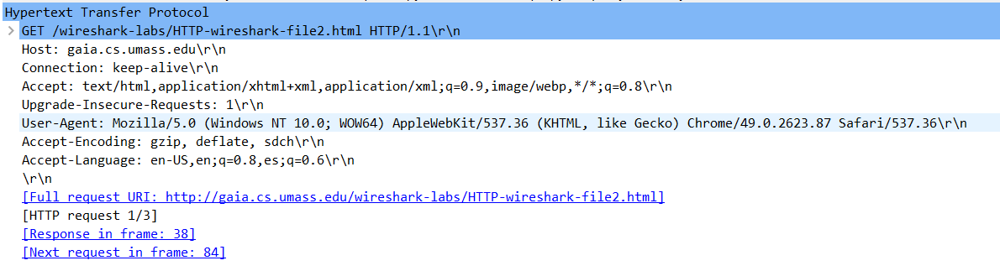 Hypertext Transfer Protocol
GET /wireshark-labs/HTTP-wireshark-file2.html HTTP/1.1\r\n
Host: gaia.cs.umass.edu\r\n
Connection: keep-alive\r\n
Accept: text/html,application/xhtml+xml,application/xml;q=0.9,image/webp,*/*;q=0.8\r\n
Upgrade-Insecure-Requests: 1\r\n
User-Agent: Mozilla/5.0 (Windows NT 10.0; WOW64) AppleWebKit/537.36 (KHTML, like Gecko) Chrome/49.0.2623.87 Safari/537.36\r\n
Accept-Encoding: gzip, deflate, sdch\r\n
Accept-Language: en-US,en;q=0.8,es;q=0.6\r\n
\r\n
[Full request URI: http://gaia.cs.umass.edu/wireshark-labs/HTTP-wireshark-file2.html]
[HTTP request 1/3]
[Response in frame: 38]
[Next request in frame: 84]